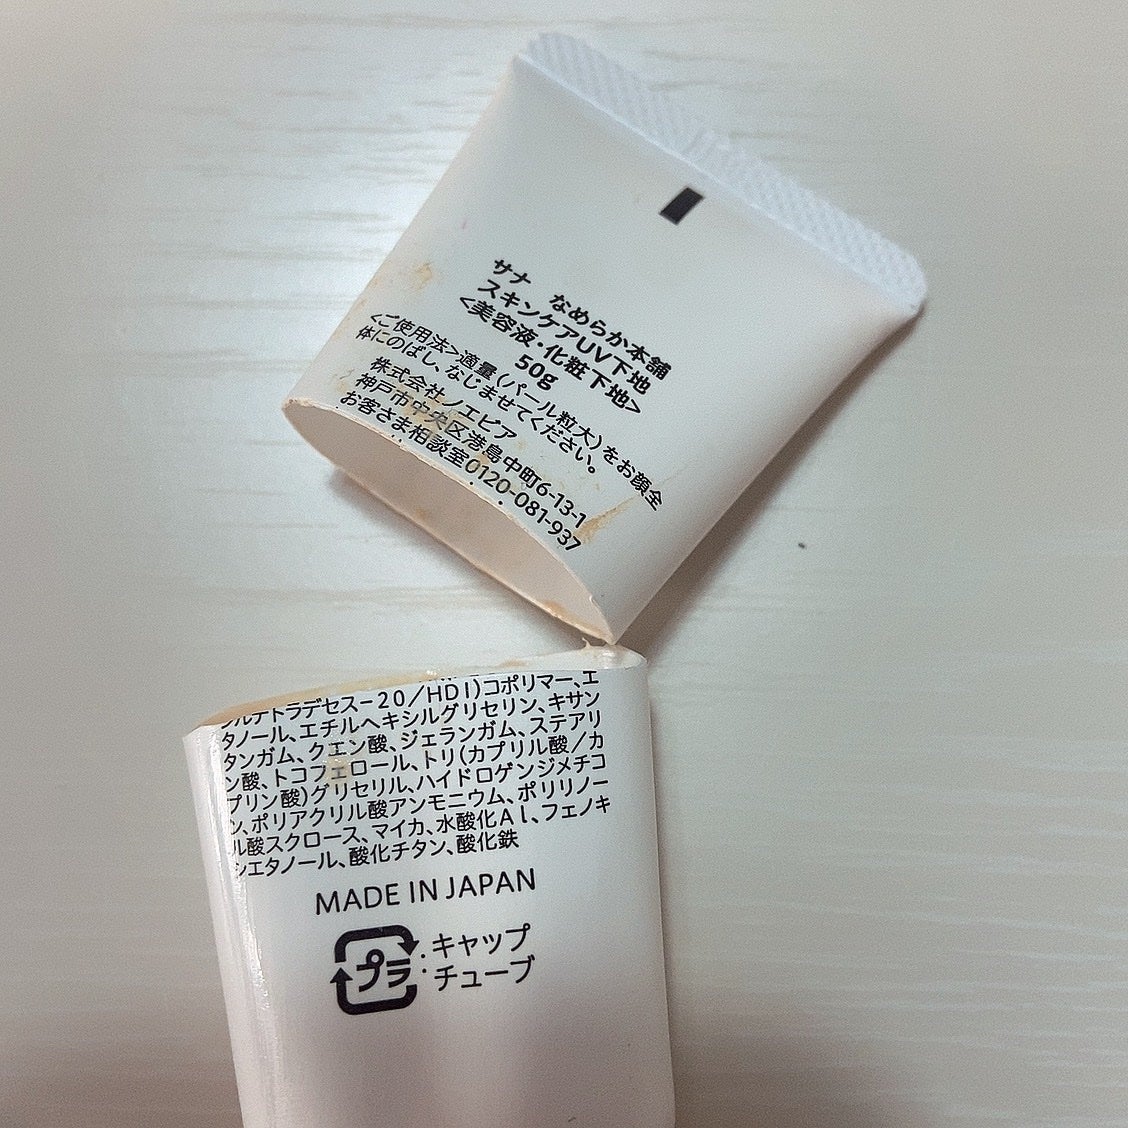 サナ なめらか本舗
スキンケアUV下地
<美容液・化粧下地>
50g
<ご使用法>適量(パール粒大)をお顔全
体にのばし、なじませてください。
株式会社ノエビア
神戸市中央区港島中町6-13-1
お客さま相談室0120-081-937
ルテトラデセス-20/HDI)コポリマー、エ
タノール、エチルヘキシルグリセリン、キサン
タンガム、クエン酸、ジェランガム、ステアリ
ン酸、トコフェロール、トリ(カプリル酸/カ
プリン酸)グリセリル、ハイドロゲンジメチコ
ン、ポリアクリル酸アンモニウム、ポリリノー
ル酸スクロース、マイカ、水酸化Al、フェノキ
シエタノール、酸化チタン、酸化鉄
MADE IN JAPAN
プラ:キャップ
:チューブ